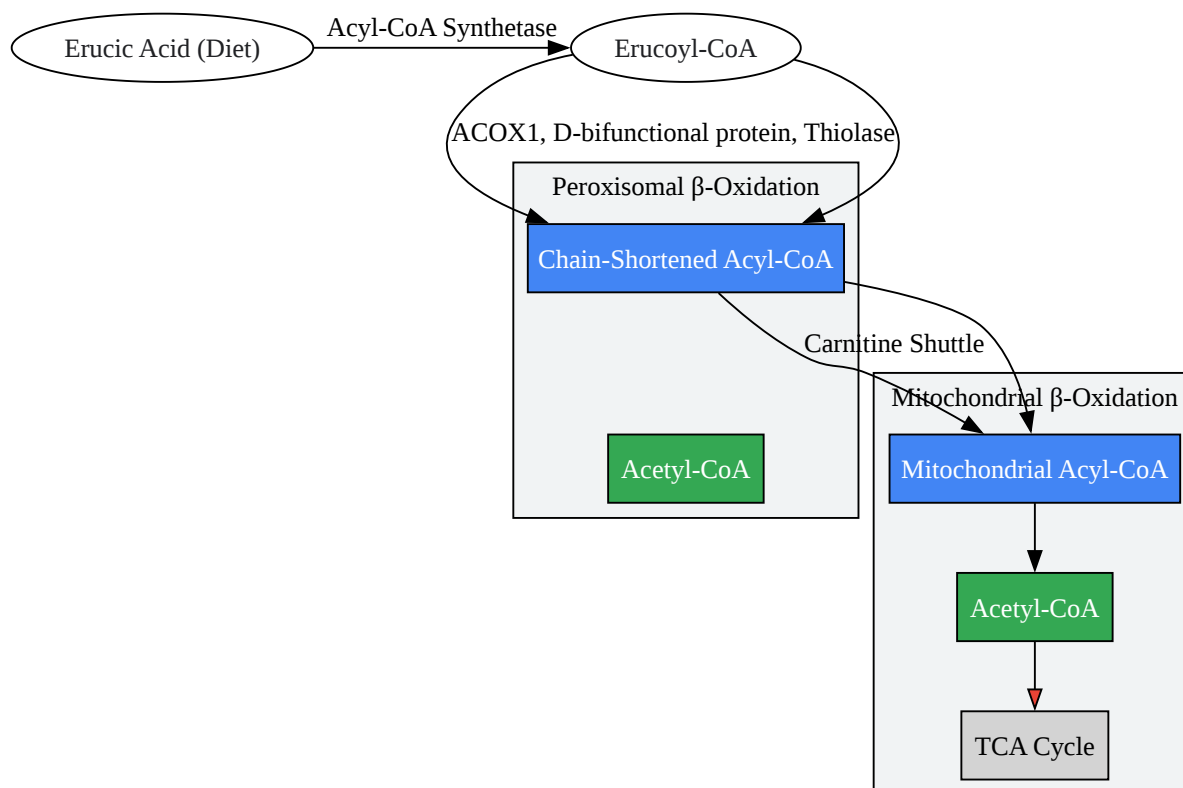 Acyl-CoA Synthetase
Erucic Acid (Diet)
Erucoyl-CoA
ACOX1, D-bifunctional protein, Thiolase
Peroxisomal β-Oxidation
Chain-Shortened Acyl-CoA
Carnitine Shuttle
Mitochondrial β-Oxidation
Acetyl-CoA
Mitochondrial Acyl-CoA
Acetyl-CoA
TCA Cycle